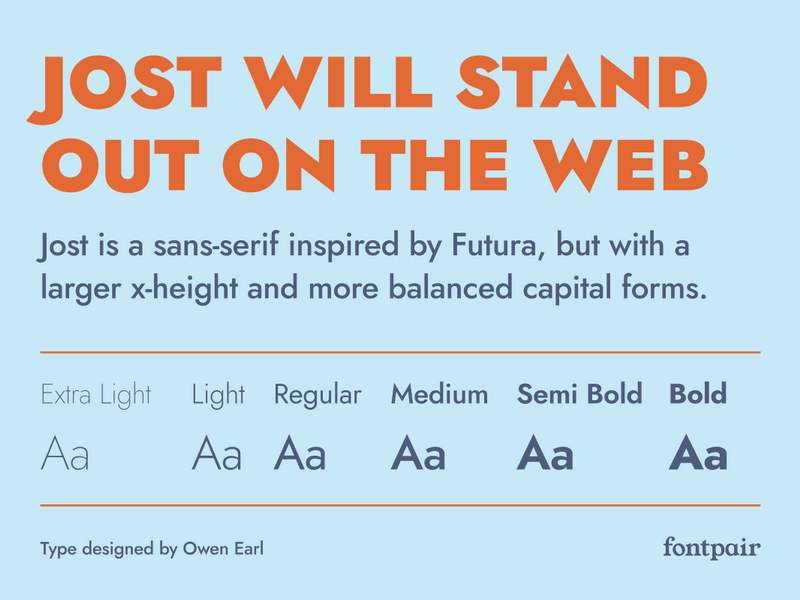 JOST WILL STAND
OUT ON THE WEB
Jost is a sans-serif inspired by Futura, but with a
larger x-height and more balanced capital forms.
Extra Light Light Regular Medium Semi Bold Bold
Aa Aa Aa Aa Aa Aa
Type designed by Owen Earl fontpair